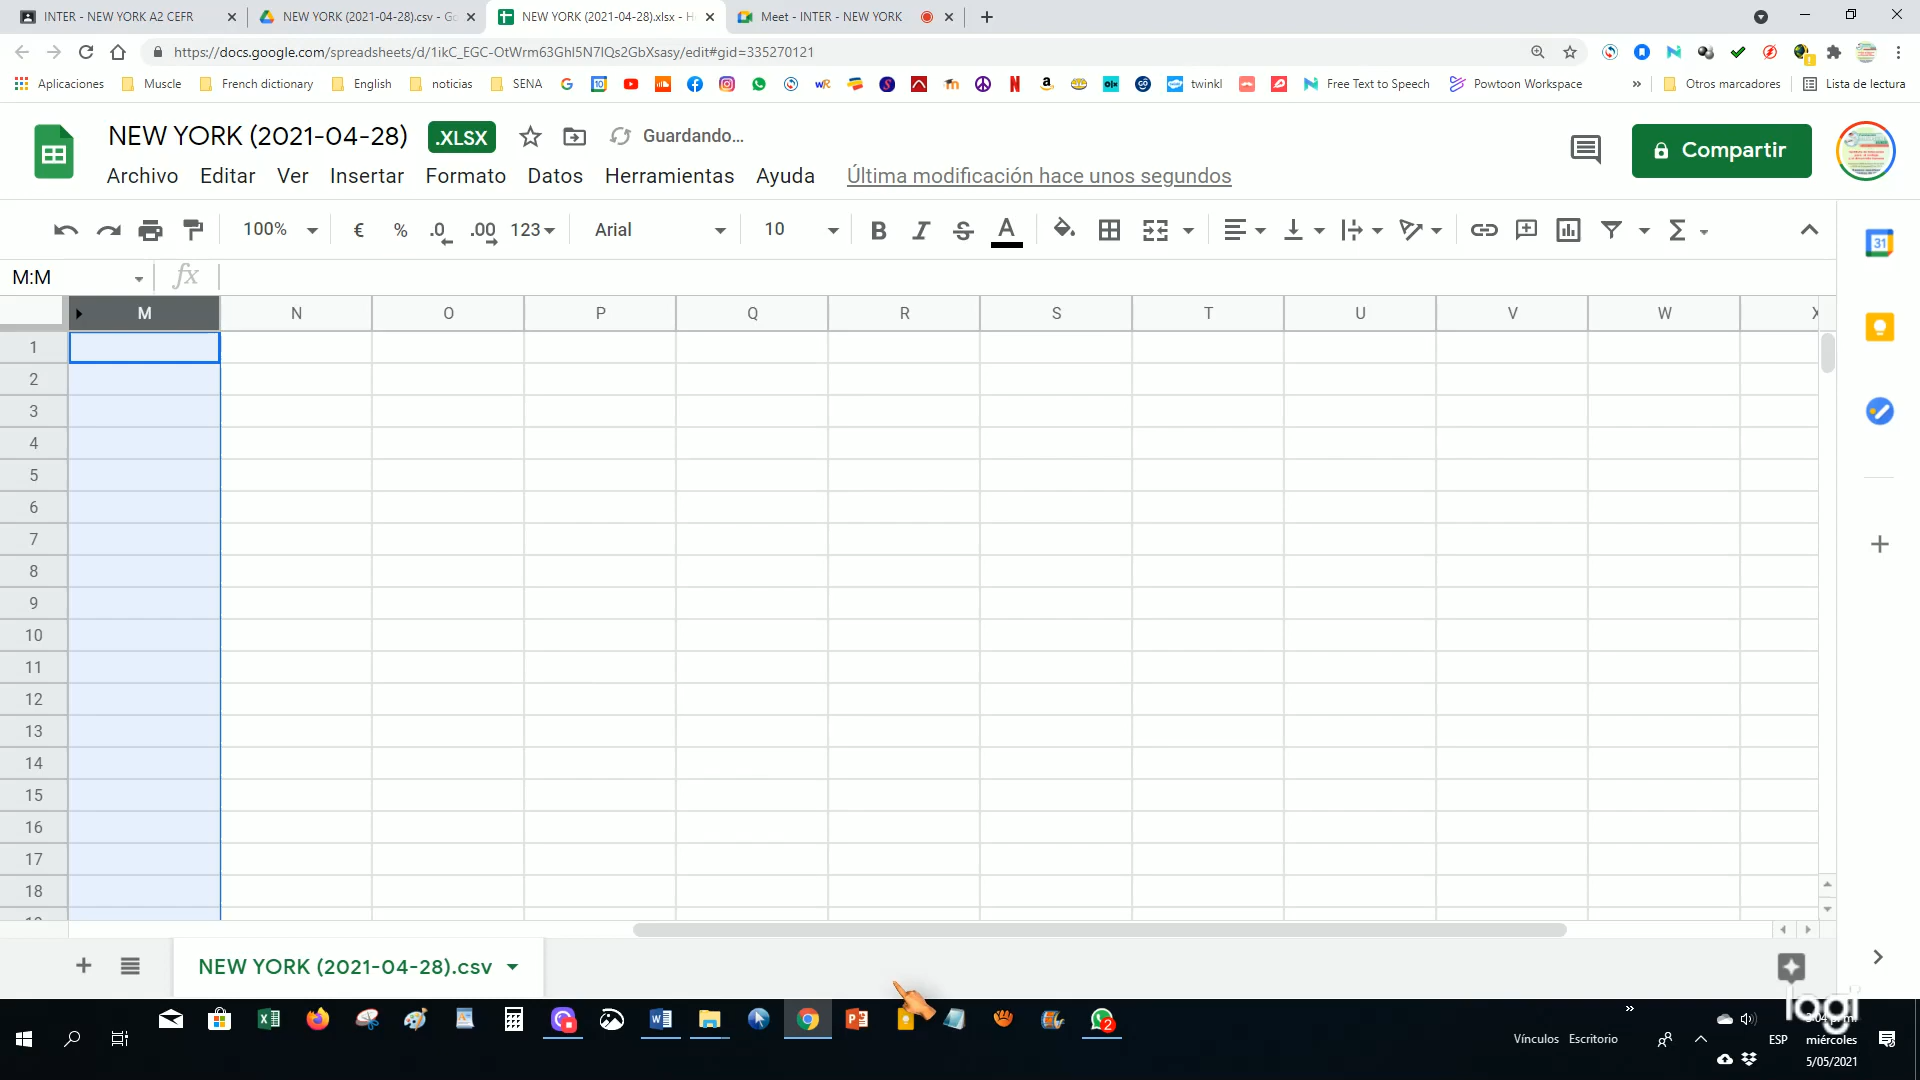 INTER - NEW YORK A2 CEFR
NEW YORK (2021-04-28).csv - Go
NEW YORK (2021-04-28).xlsx - H
Meet - INTER - NEW YORK
https://docs.google.com/spreadsheets/d/1ikC_EGC-OtWrm63GhI5N7IQs2GbXsasy/edit#gid=335270121
Aplicaciones
Muscle
French dictionary
English
noticias
SENA
twinkl
Free Text to Speech
Powtoon Workspace
»
Otros marcadores
Lista de lectura
NEW YORK (2021-04-28)
.XLSX
Guardando...
Compartir
Archivo
Editar
Ver
Insertar
Formato
Datos
Herramientas
Ayuda
Última modificación hace unos segundos
100%
€
%
.0
.00
123
Arial
10
B
I
S
A
Σ
31
M:M
fx
M
N
O
P
Q
R
S
T
U
V
W
X
1
2
3
4
5
6
7
8
9
10
11
12
13
14
15
16
17
18
NEW YORK (2021-04-28).csv
logi
2
»
Vínculos
Escritorio
ESP
miércoles
5/05/2021